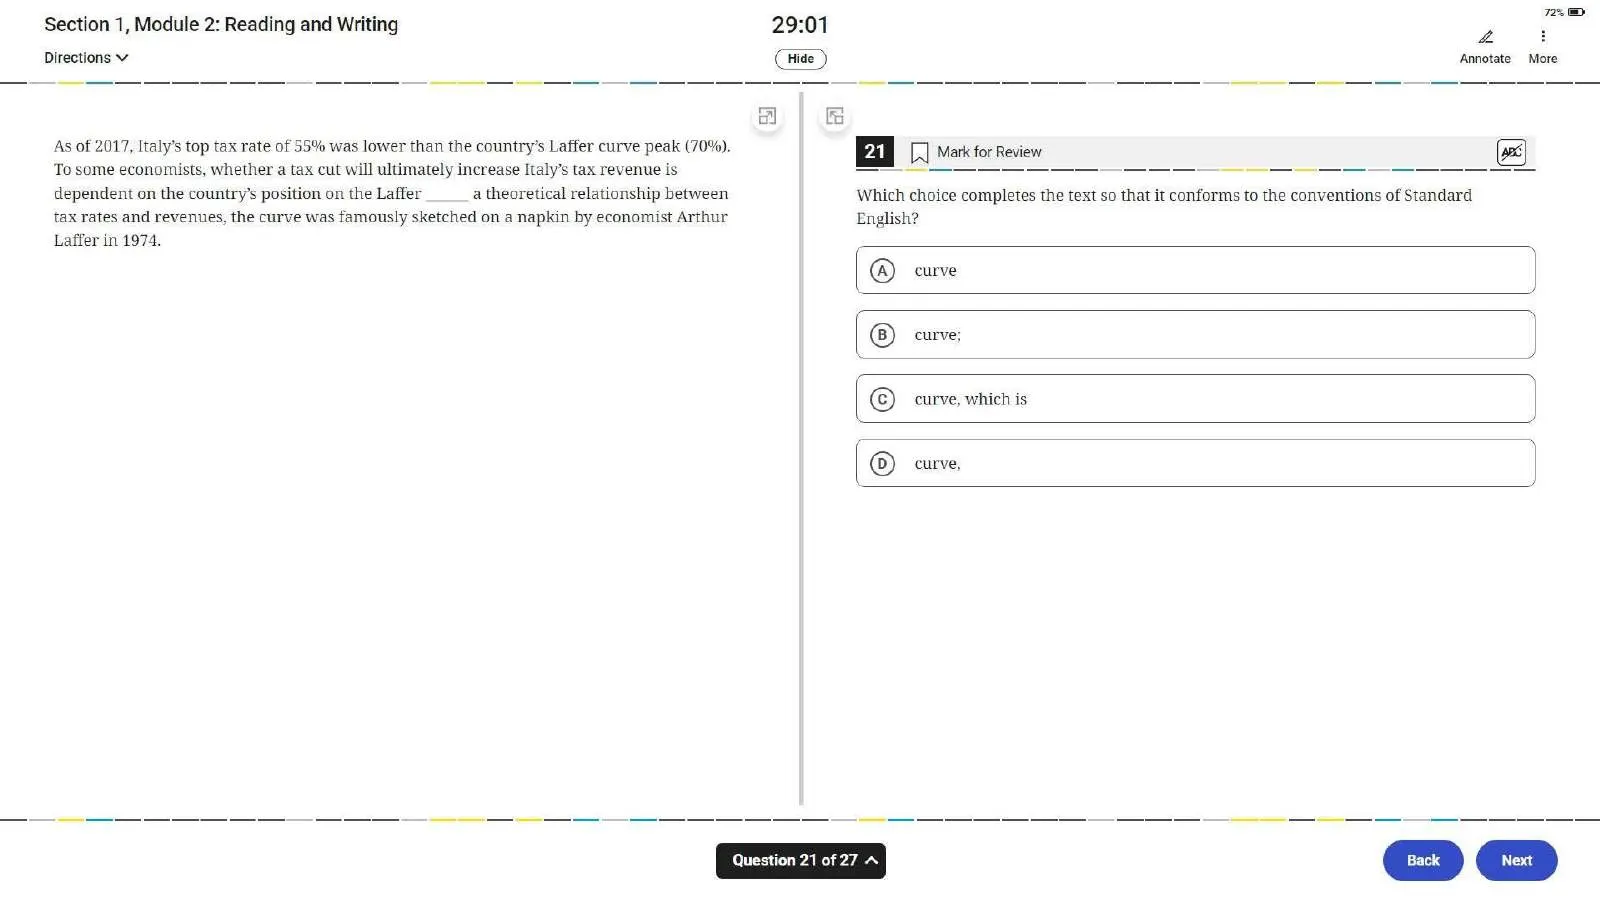 Section 1, Module 2: Reading and Writing
29:01
72%
Directions
Hide
Annotate
More
As of 2017, Italy's top tax rate of 55% was lower than the country's Laffer curve peak (70%).
To some economists, whether a tax cut will ultimately increase Italy's tax revenue is
dependent on the country's position on the Laffer _____ a theoretical relationship between
tax rates and revenues, the curve was famously sketched on a napkin by economist Arthur
Laffer in 1974.
21
Mark for Review
ABC
Which choice completes the text so that it conforms to the conventions of Standard
English?
A curve
B curve;
C curve, which is
D curve,
Question 21 of 27
Back
Next